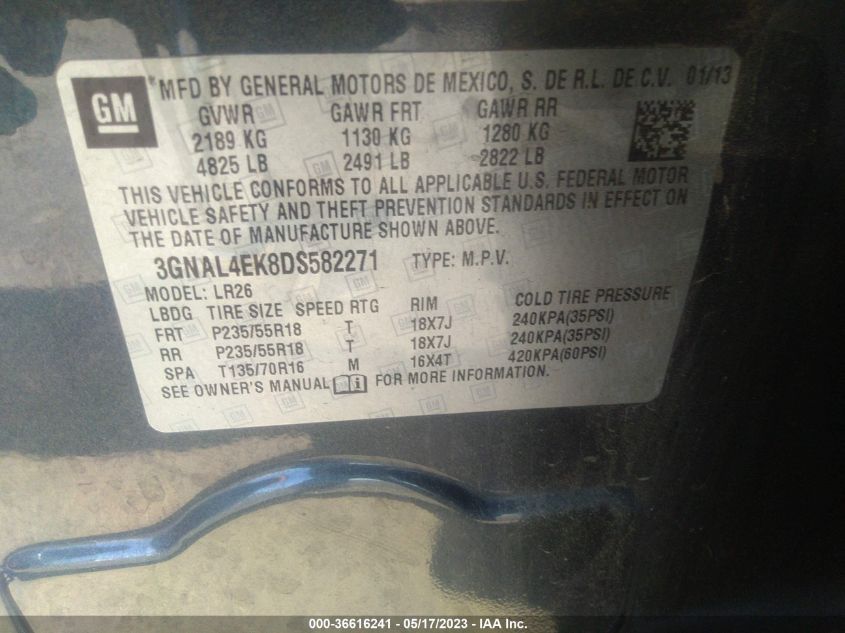 GM
*MFD BY GENERAL MOTORS DE MEXICO, S. DE R.L. DE C.V. 01/13
GVWR GAWR FRT GAWR RR
2189 KG 1130 KG 1280 KG
4825 LB 2491 LB 2822 LB
THIS VEHICLE CONFORMS TO ALL APPLICABLE U.S. FEDERAL MOTOR
VEHICLE SAFETY AND THEFT PREVENTION STANDARDS IN EFFECT ON
THE DATE OF MANUFACTURE SHOWN ABOVE.
3GNAL4EK8DS582271 TYPE: M.P.V.
MODEL: LR26
LBDG TIRE SIZE SPEED RTG RIM COLD TIRE PRESSURE
FRT P235/55R18 T 18X7J 240KPA(35PSI)
RR P235/55R18 T 18X7J 240KPA(35PSI)
SPA T135/70R16 M 16X4T 420KPA(60PSI)
SEE OWNER'S MANUAL FOR MORE INFORMATION.
000-36616241 - 05/17/2023 - IAA Inc.